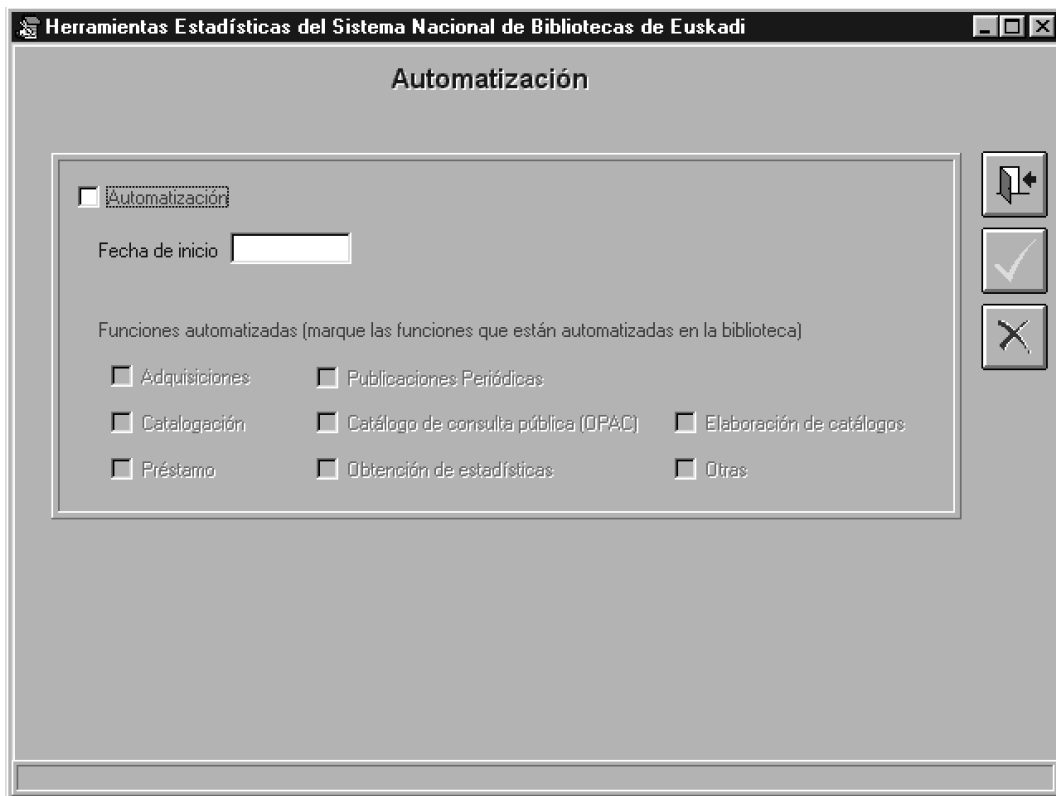 Herramientas Estadísticas del Sistema Nacional de Bibliotecas de Euskadi
Automatización
Automatización
Fecha de inicio
Funciones automatizadas (marque las funciones que están automatizadas en la biblioteca)
Adquisiciones Publicaciones Periódicas
Catalogación Catálogo de consulta pública (OPAC) Elaboración de catálogos
Préstamo Obtención de estadísticas Otras